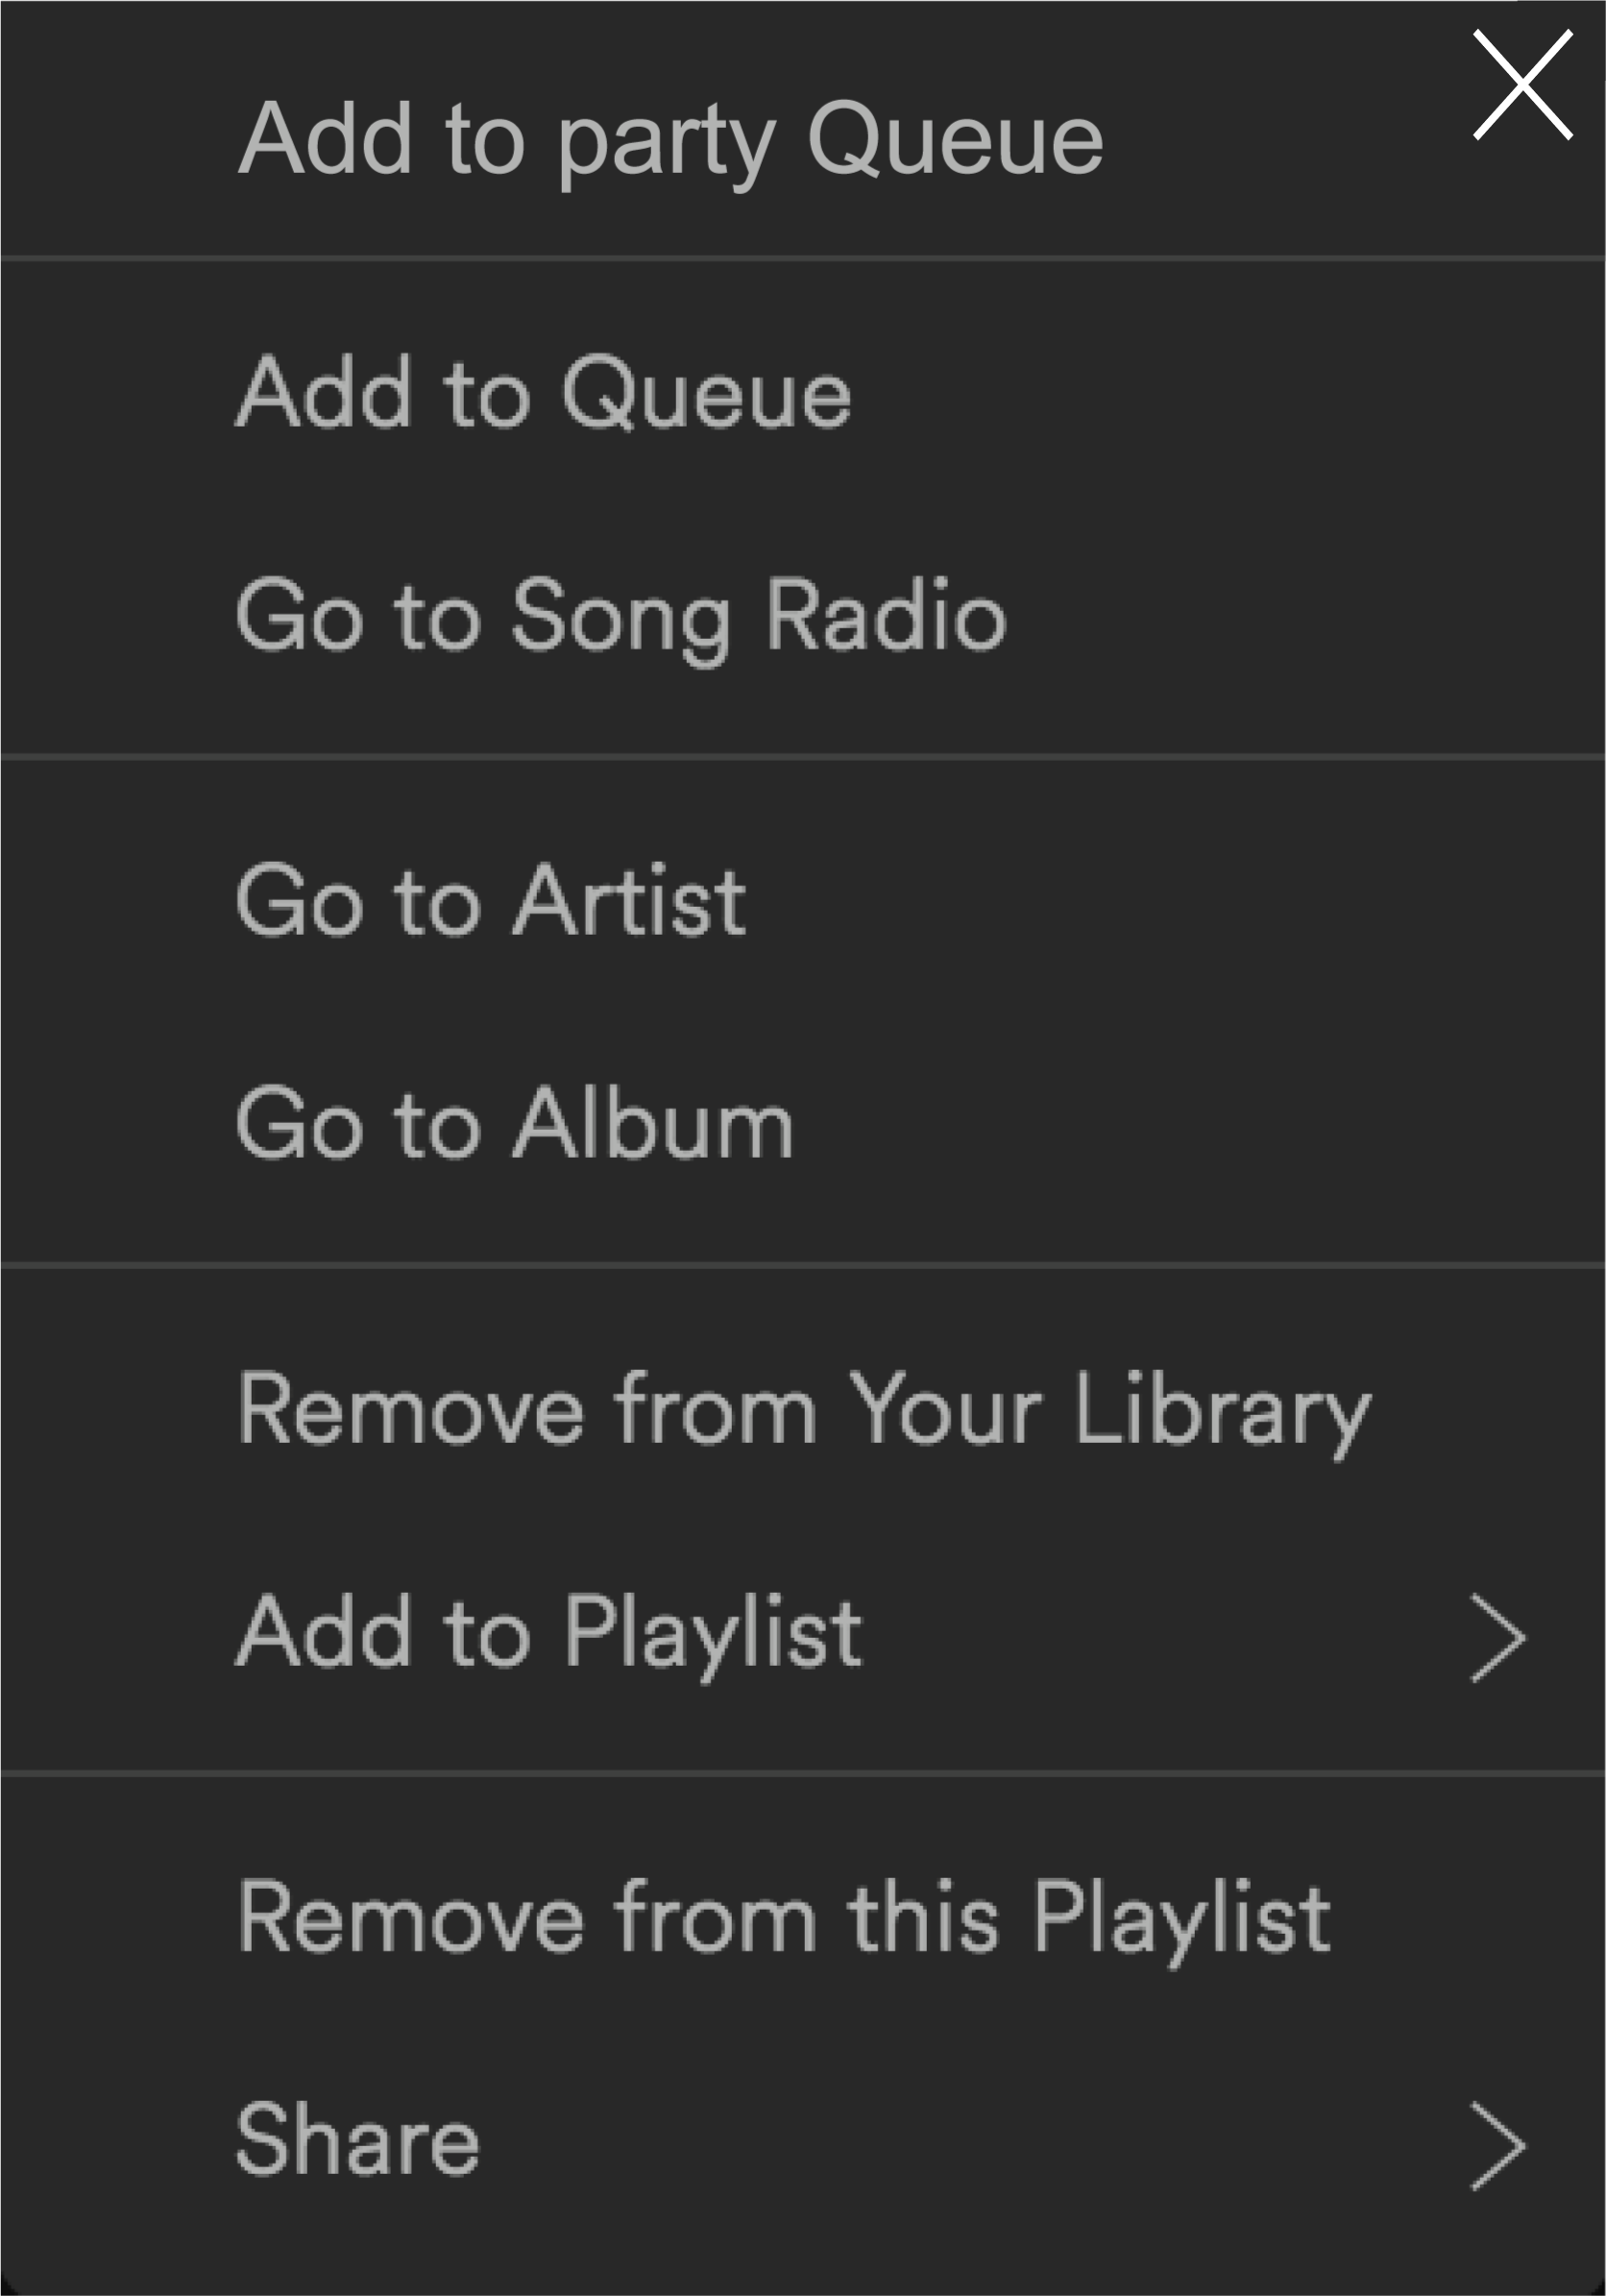 Add to party Queue
Add to Queue
Go to Song Radio
Go to Artist
Go to Album
Remove from Your Library
Add to Playlist
Remove from this Playlist
Share